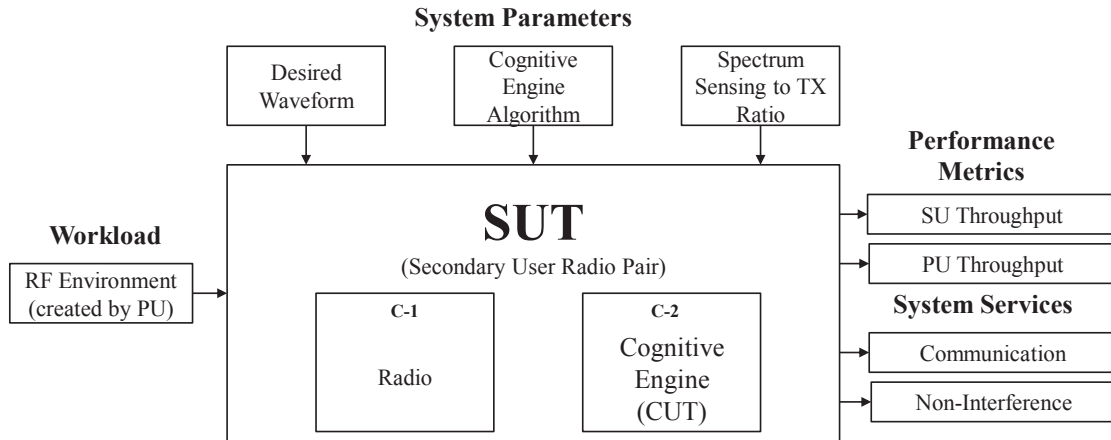 System Parameters
Desired
Waveform
Cognitive
Engine
Algorithm
Spectrum
Sensing to TX
Ratio
Workload
RF Environment
(created by PU)
SUT
(Secondary User Radio Pair)
C-1
Radio
C-2
Cognitive
Engine
(CUT)
Performance
Metrics
SU Throughput
PU Throughput
System Services
Communication
Non-Interference